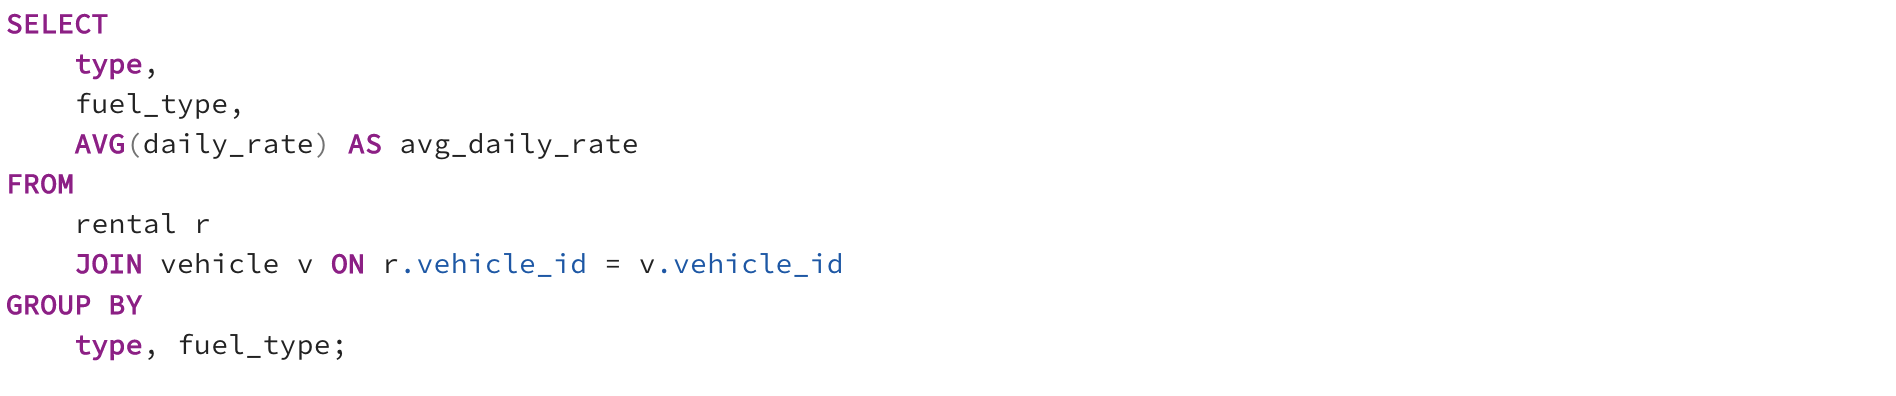 SELECT
    type,
    fuel_type,
    AVG(daily_rate) AS avg_daily_rate
FROM
    rental r
    JOIN vehicle v ON r.vehicle_id = v.vehicle_id
GROUP BY
    type, fuel_type;